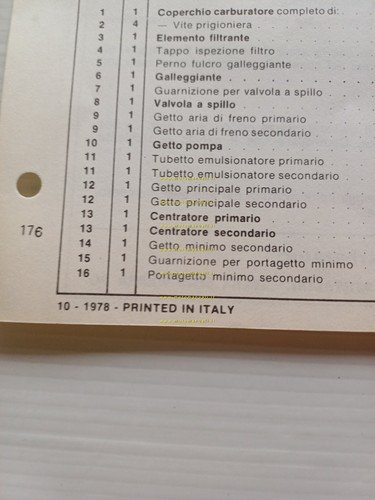 1 1 Coperchio carburatore completo di:
2 4 — Vite prigioniera
3 1 Elemento filtrante
4 1 Tappo ispezione filtro
5 1 Perno fulcro galleggiante
6 1 Galleggiante
7 1 Guarnizione per valvola a spillo
8 1 Valvola a spillo
9 1 Getto aria di freno primario
9 1 Getto aria di freno secondario
10 1 Getto pompa
11 1 Tubetto emulsionatore primario
11 1 Tubetto emulsionatore secondario
12 1 Getto principale primario
12 1 Getto principale secondario
13 1 Centratore primario
13 1 Centratore secondario
14 1 Getto minimo secondario
15 1 Guarnizione per portagetto minimo
16 1 Portagetto minimo secondario
176
10 - 1978 - PRINTED IN ITALY